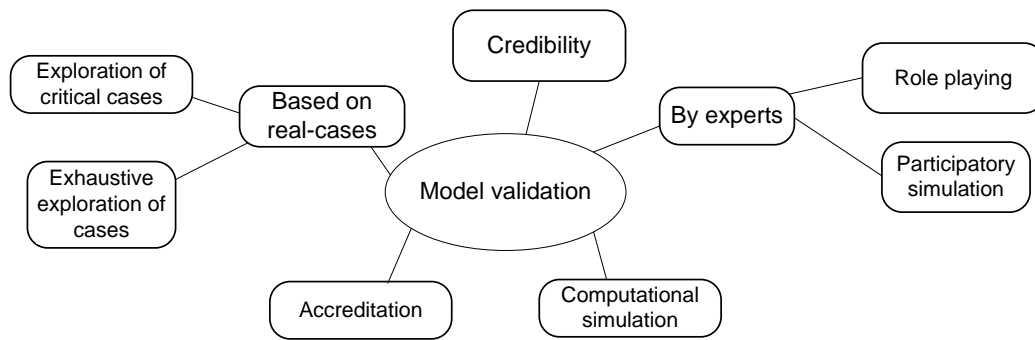 Credibility
Exploration of
critical cases
Based on
real-cases
By experts
Role playing
Exhaustive
exploration of
cases
Model validation
Participatory
simulation
Accreditation
Computational
simulation